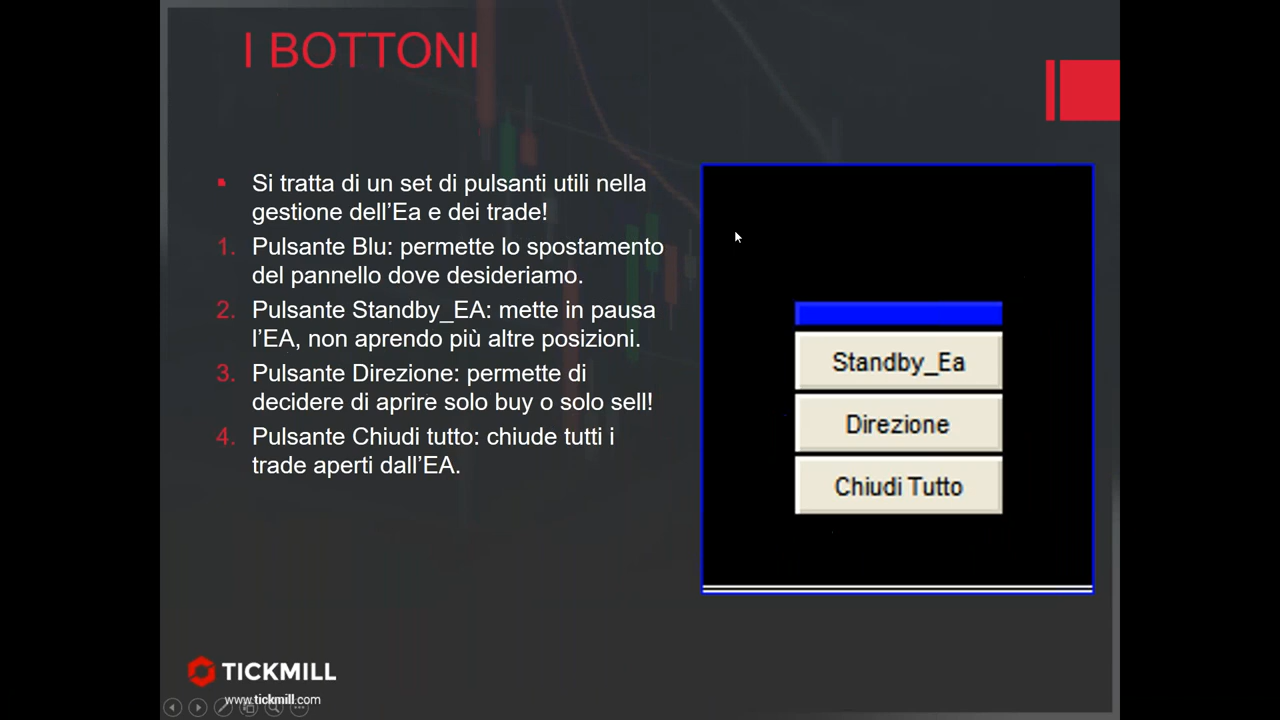 I BOTTONI
Si tratta di un set di pulsanti utili nella
gestione dell’Ea e dei trade!
1. Pulsante Blu: permette lo spostamento
del pannello dove desideriamo.
2. Pulsante Standby_EA: mette in pausa
l’EA, non aprendo più altre posizioni.
3. Pulsante Direzione: permette di
decidere di aprire solo buy o solo sell!
4. Pulsante Chiudi tutto: chiude tutti i
trade aperti dall’EA.
Standby_Ea
Direzione
Chiudi Tutto
TICKMILL
www.tickmill.com